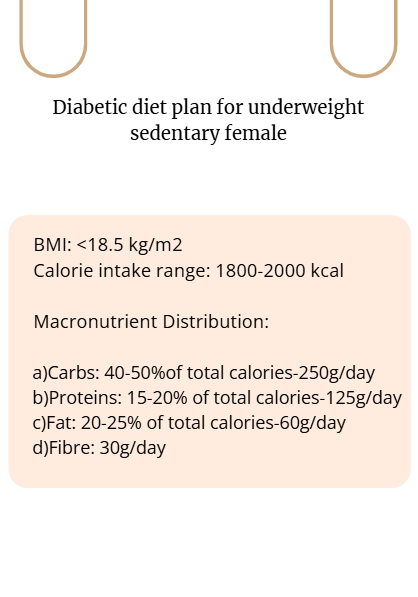 Diabetic diet plan for underweight
sedentary female
BMI: <18.5 kg/m2
Calorie intake range: 1800-2000 kcal
Macronutrient Distribution:
a)Carbs: 40-50%of total calories-250g/day
b)Proteins: 15-20% of total calories-125g/day
c)Fat: 20-25% of total calories-60g/day
d)Fibre: 30g/day